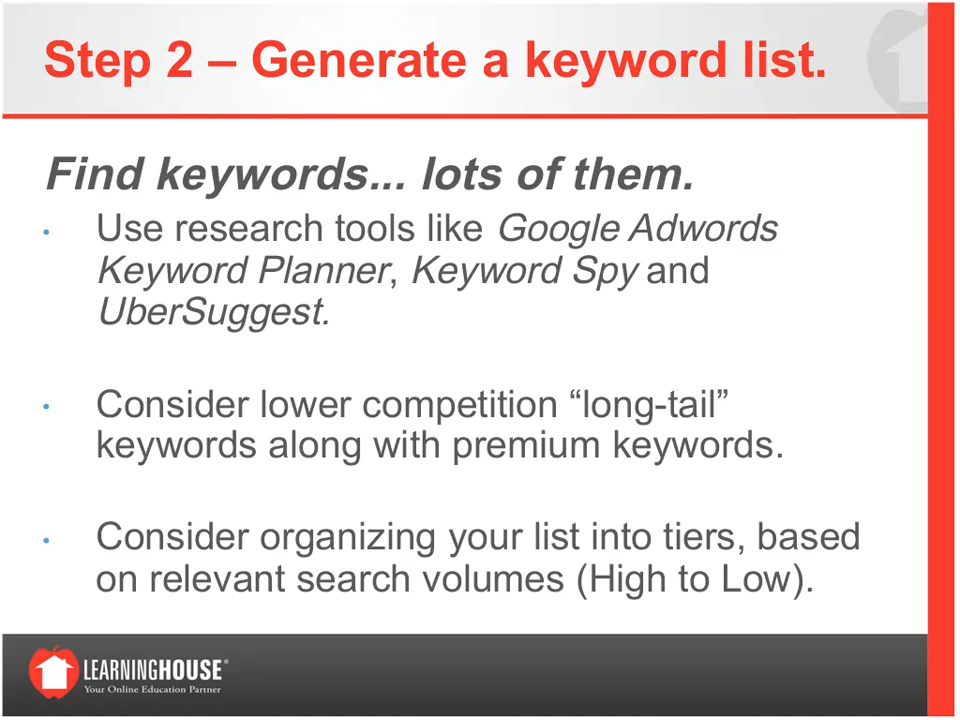 Step 2 – Generate a keyword list.
Find keywords... lots of them.
• Use research tools like Google Adwords
Keyword Planner, Keyword Spy and
UberSuggest.
• Consider lower competition “long-tail”
keywords along with premium keywords.
• Consider organizing your list into tiers, based
on relevant search volumes (High to Low).
LEARNINGHOUSE®
Your Online Education Partner